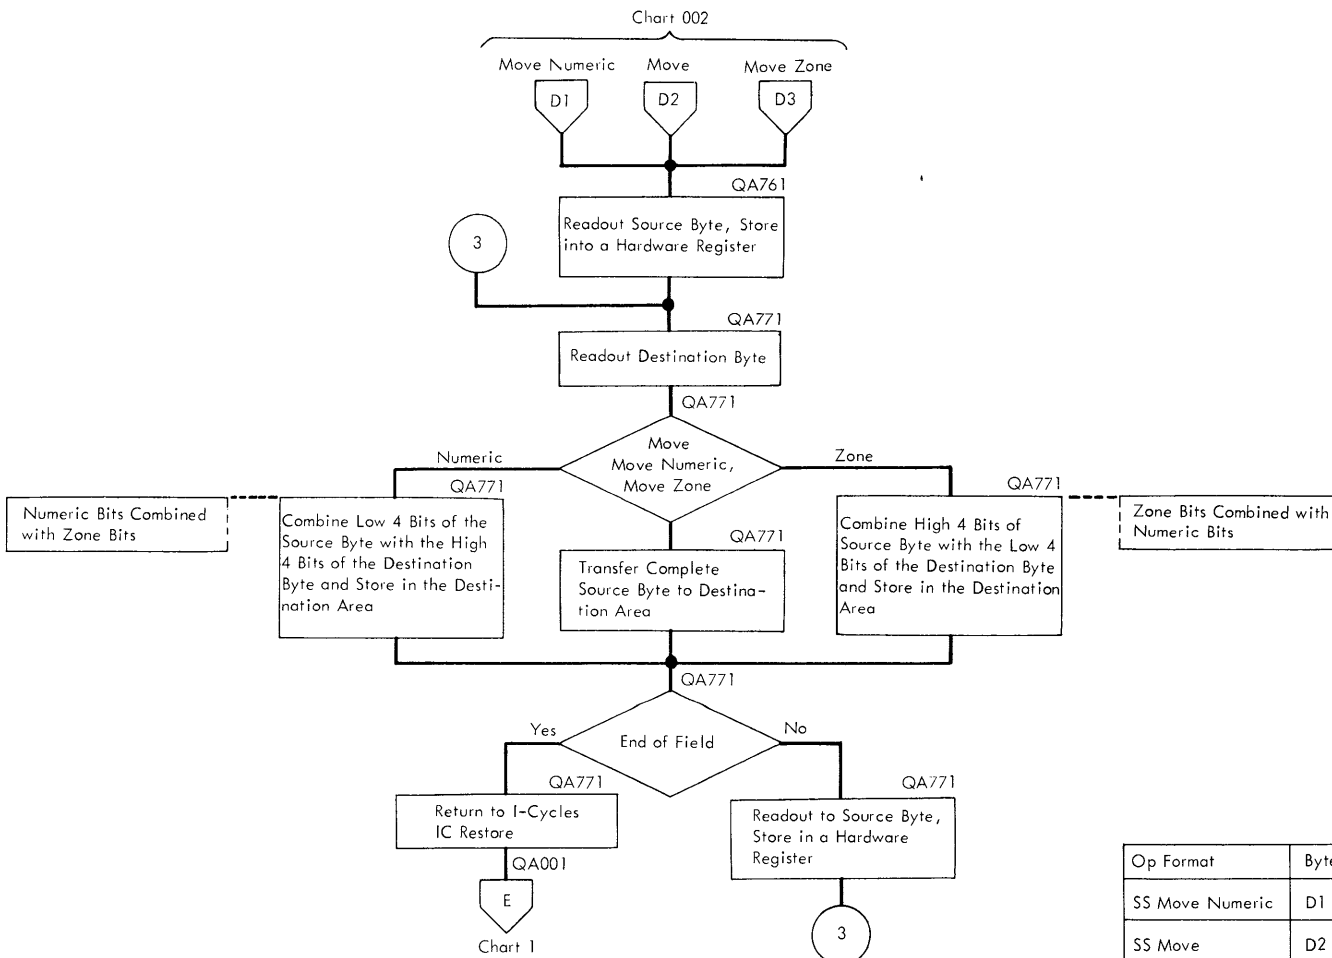 Chart 002
Move Numeric
Move
Move Zone
D1
D2
D3
QA761
Readout Source Byte, Store
into a Hardware Register
3
QA771
Readout Destination Byte
QA771
Move
Move Numeric,
Move Zone
Numeric
Zone
QA771
QA771
Numeric Bits Combined
with Zone Bits
Combine Low 4 Bits of the
Source Byte with the High
4 Bits of the Destination
Byte and Store in the Desti-
nation Area
QA771
Transfer Complete
Source Byte to Destina-
tion Area
Combine High 4 Bits of
Source Byte with the Low 4
Bits of the Destination Byte
and Store in the Destination
Area
Zone Bits Combined with
Numeric Bits
QA771
End of Field
Yes
No
QA771
Return to I-Cycles
IC Restore
QA001
E
Chart 1
QA771
Readout to Source Byte,
Store in a Hardware
Register
3
Op Format
Byte
SS Move Numeric
D1
SS Move
D2